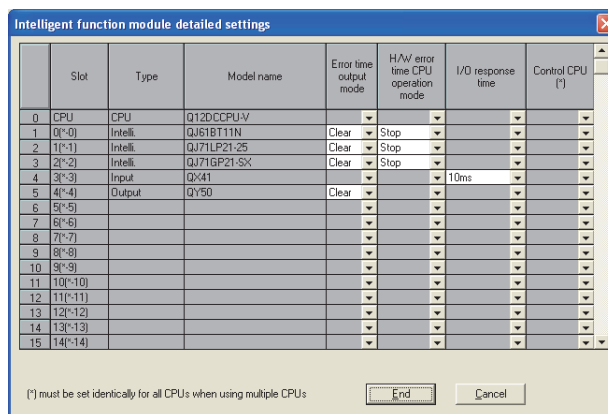 Intelligent function module detailed settings
Slot Type Model name Error time output mode H/W error time CPU operation mode I/O response time Control CPU (*)
0 CPU CPU Q12DCCPU-V
1 0(*-0) Intelli. QJ61BT11N Clear Stop
2 1(*-1) Intelli. QJ71LP21-25 Clear Stop
3 2(*-2) Intelli. QJ71GP21-SX Clear Stop
4 3(*-3) Input QX41 10ms
5 4(*-4) Output QY50 Clear
6 5(*-5)
7 6(*-6)
8 7(*-7)
9 8(*-8)
10 9(*-9)
11 10(*-10)
12 11(*-11)
13 12(*-12)
14 13(*-13)
15 14(*-14)
(*) must be set identically for all CPUs when using multiple CPUs
End Cancel